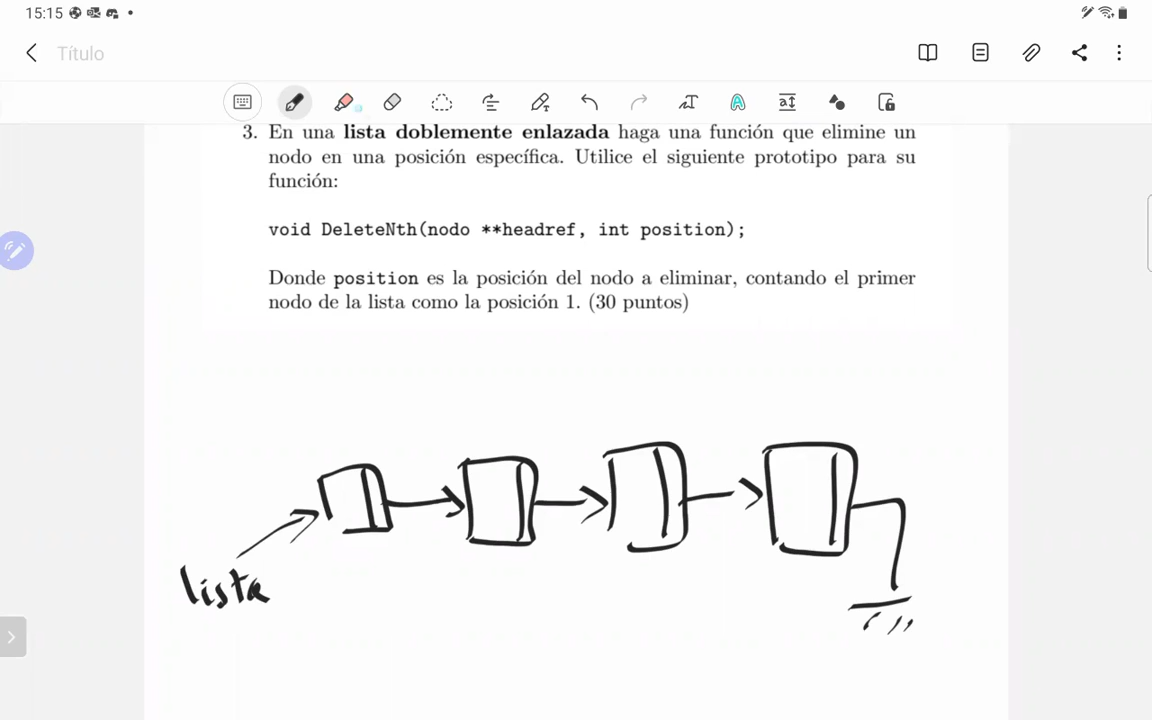 15:15
Título
3. En una lista doblemente enlazada haga una función que elimine un
nodo en una posición específica. Utilice el siguiente prototipo para su
función:
void DeleteNth(nodo **headref, int position);
Donde position es la posición del nodo a eliminar, contando el primer
nodo de la lista como la posición 1. (30 puntos)
lista